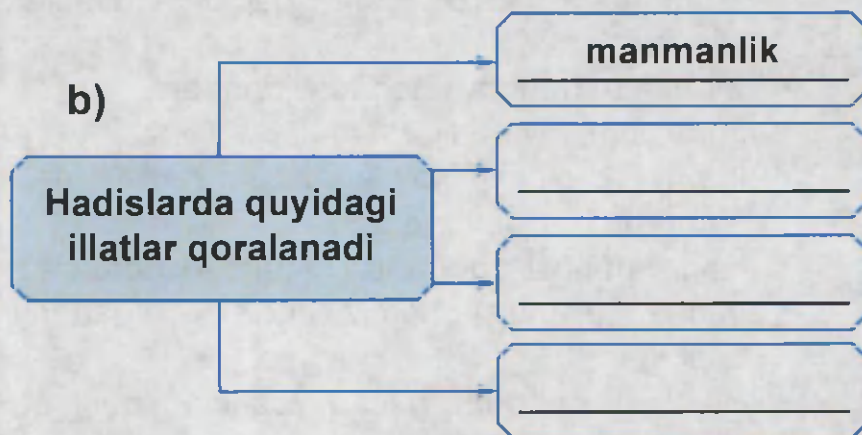 manmanlik
b)
Hadislarda quyidagi
illatlar qoralanadi